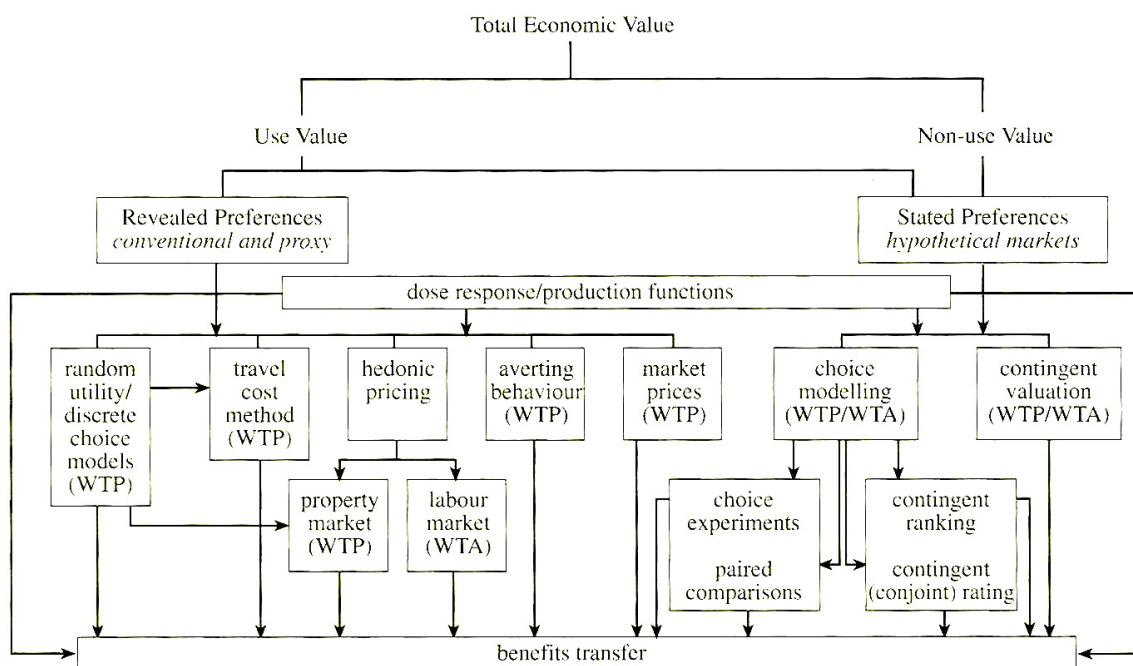 Total Economic Value
Use Value
Non-use Value
Revealed Preferences
conventional and proxy
Stated Preferences
hypothetical markets
dose response/production functions
random
utility/
discrete
choice
models
(WTP)
travel
cost
method
(WTP)
hedonic
pricing
averting
behaviour
(WTP)
market
prices
(WTP)
choice
modelling
(WTP/WTA)
contingent
valuation
(WTP/WTA)
property
market
(WTP)
labour
market
(WTA)
choice
experiments
paired
comparisons
contingent
ranking
contingent
(conjoint) rating
benefits transfer